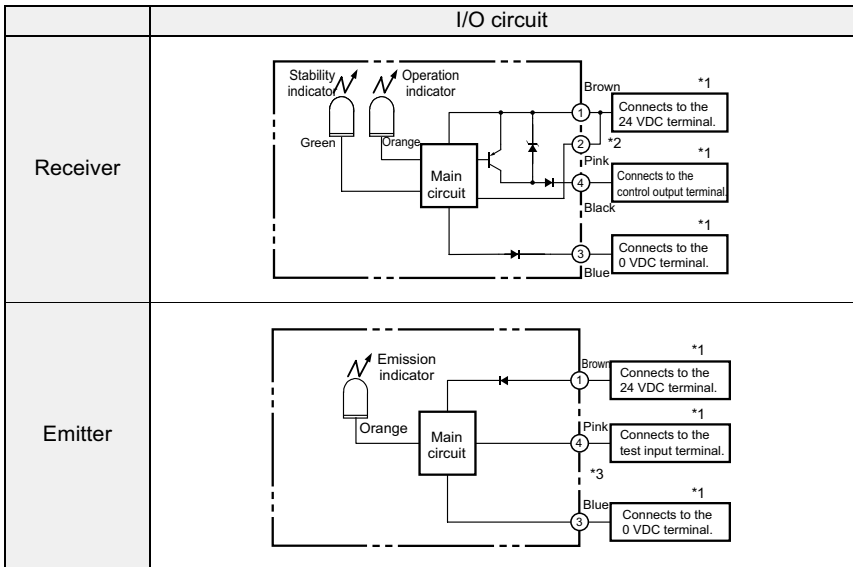 I/O circuit
Receiver
Stability
indicator
Operation
indicator
Green
Orange
Main
circuit
Brown
1
*1
Connects to the
24 VDC terminal.
2
*2
Pink
*1
4
Connects to the
control output terminal.
Black
*1
3
Connects to the
0 VDC terminal.
Blue
Emitter
Emission
indicator
Orange
Main
circuit
Brown
1
*1
Connects to the
24 VDC terminal.
*1
Pink
4
Connects to the
test input terminal.
*3
*1
Blue
3
Connects to the
0 VDC terminal.